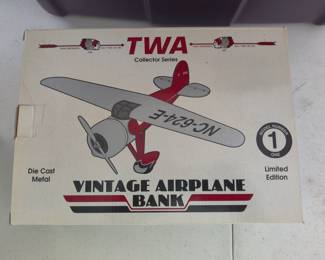 TWA
Collector Series
NC-624-E
1
Die Cast
Metal
Limited
Edition
VINTAGE AIRPLANE
BANK